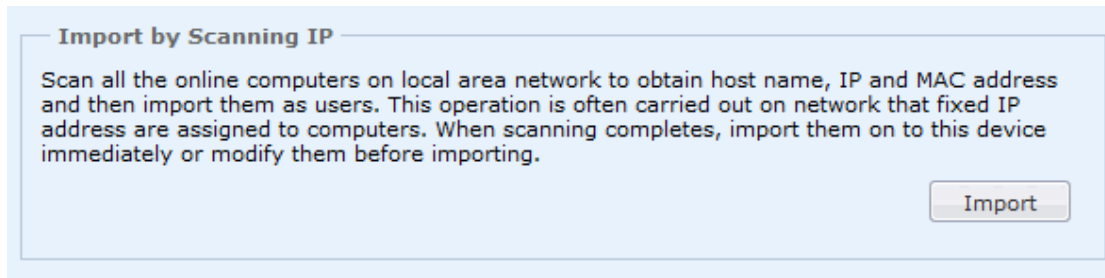 Import by Scanning IP
Scan all the online computers on local area network to obtain host name, IP and MAC address
and then import them as users. This operation is often carried out on network that fixed IP
address are assigned to computers. When scanning completes, import them on to this device
immediately or modify them before importing.
Import